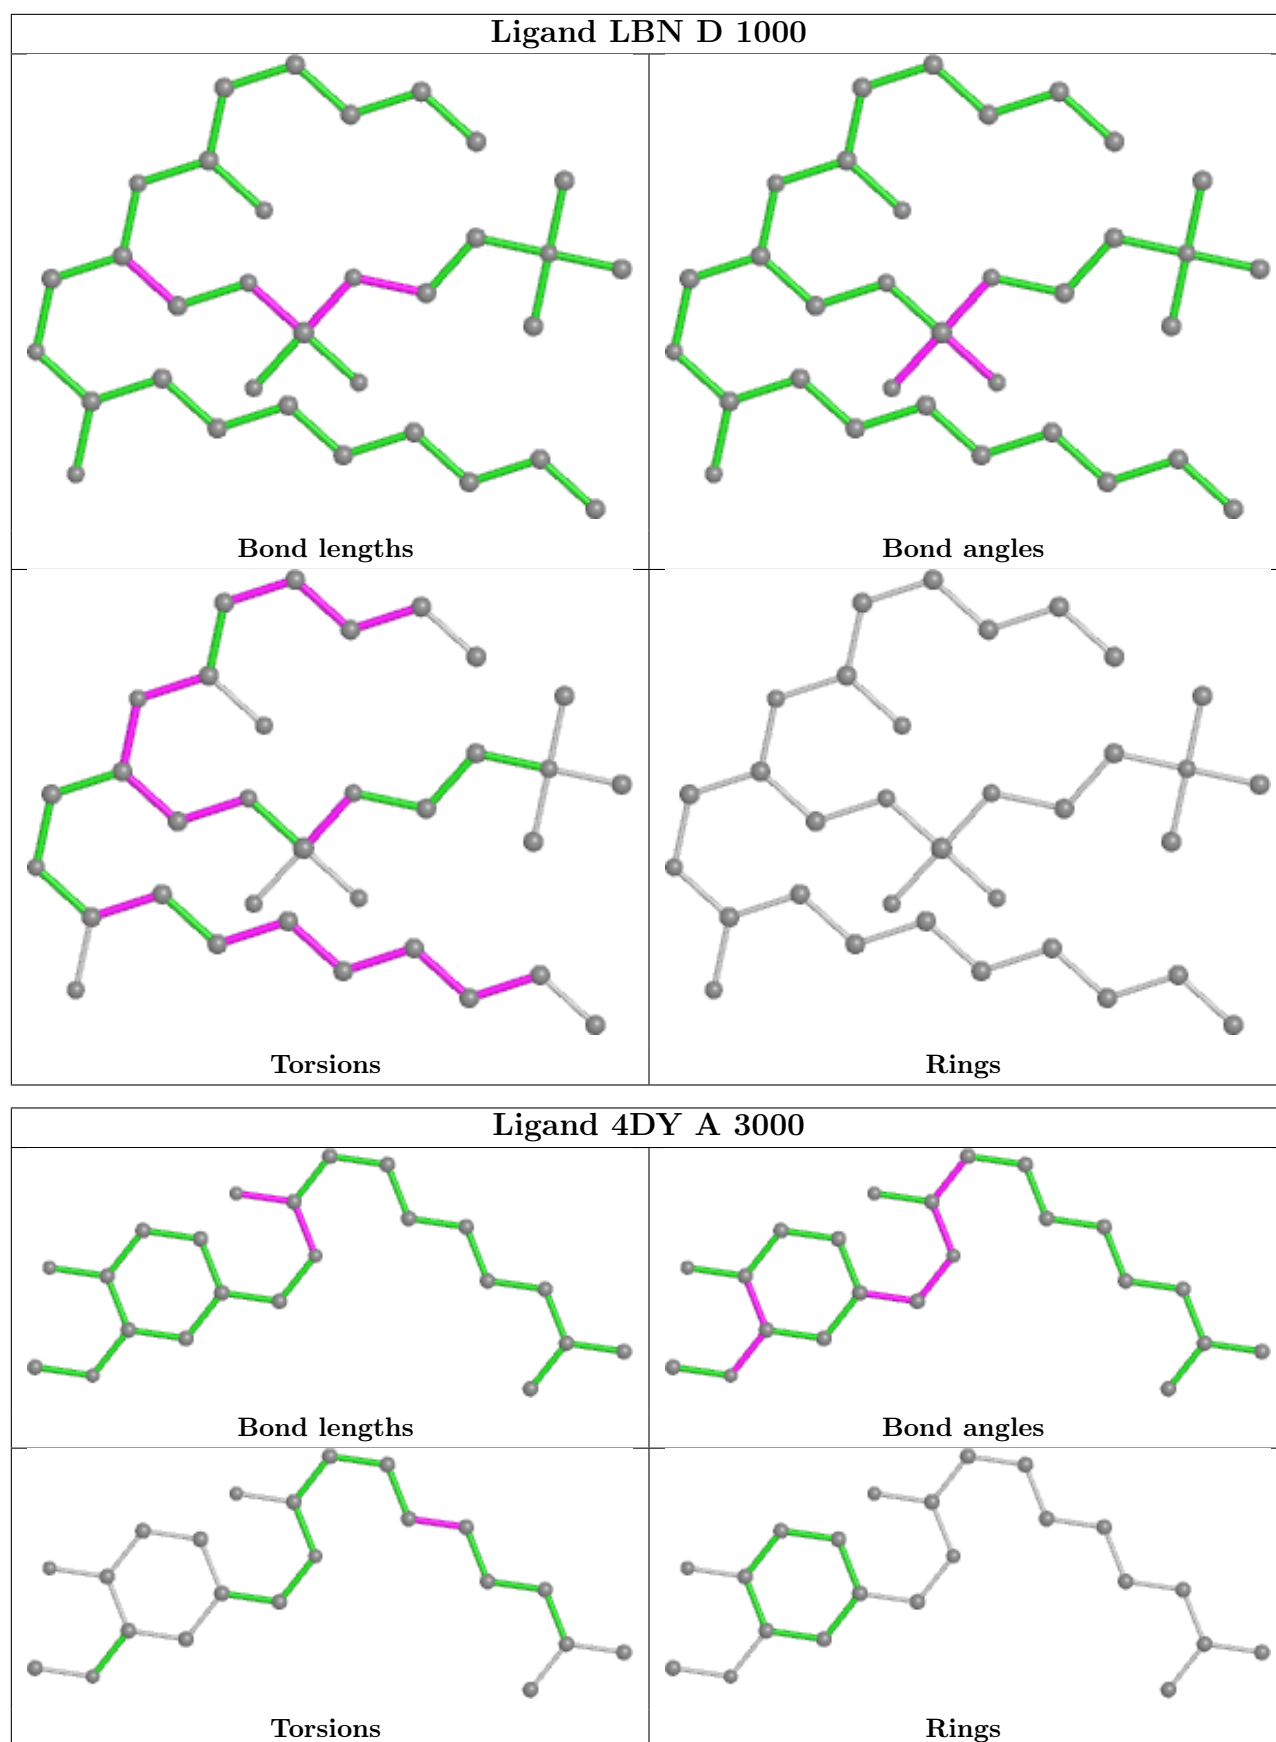 Ligand LBN D 1000
Bond lengths
Bond angles
Torsions
Rings
Ligand 4DY A 3000
Bond lengths
Bond angles
Torsions
Rings